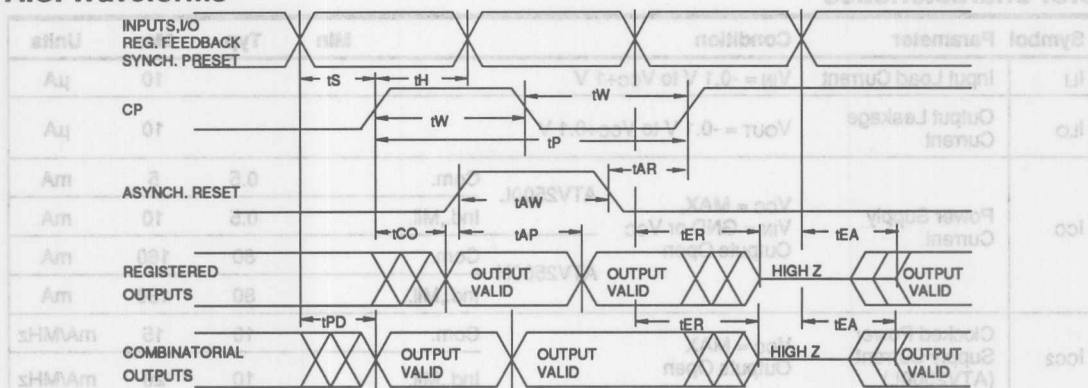 A.C. Waveforms
INPUTS, I/O
REG. FEEDBACK
SYNCH. PRESET
tS tH
CP
tW
tW
tP
tAR
ASYNCH. RESET
tAW
tCO tAP tER tEA
REGISTERED
OUTPUTS
OUTPUT
VALID
OUTPUT
VALID
HIGH Z
OUTPUT
VALID
tPD tER tEA
COMBINATORIAL
OUTPUTS
OUTPUT
VALID
OUTPUT
VALID
HIGH Z
OUTPUT
VALID